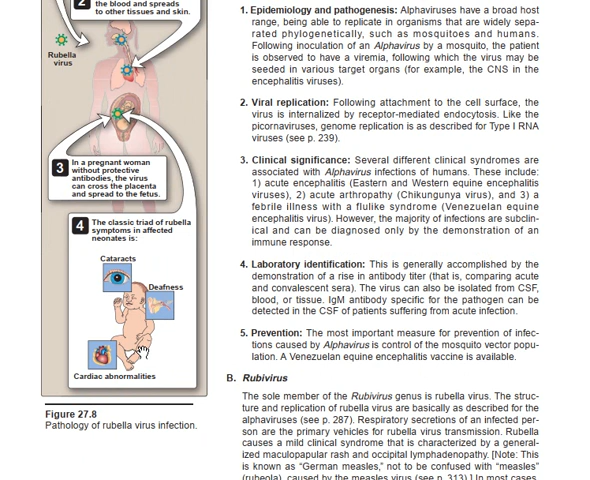 2
the blood and spreads
to other tissues and skin.
Rubella
virus
3
In a pregnant woman
without protective
antibodies, the virus
can cross the placenta
and spread to the fetus.
4
The classic triad of rubella
symptoms in affected
neonates is:
Cataracts
Deafness
Cardiac abnormalities
Figure 27.8
Pathology of rubella virus infection.
1. Epidemiology and pathogenesis: Alphaviruses have a broad host
range, being able to replicate in organisms that are widely sepa-
rated phylogenetically, such as mosquitoes and humans.
Following inoculation of an Alphavirus by a mosquito, the patient
is observed to have a viremia, following which the virus may be
seeded in various target organs (for example, the CNS in the
encephalitis viruses).
2. Viral replication: Following attachment to the cell surface, the
virus is internalized by receptor-mediated endocytosis. Like the
picornaviruses, genome replication is as described for Type I RNA
viruses (see p. 239).
3. Clinical significance: Several different clinical syndromes are
associated with Alphavirus infections of humans. These include:
1) acute encephalitis (Eastern and Western equine encephalitis
viruses), 2) acute arthropathy (Chikungunya virus), and 3) a
febrile illness with a flulike syndrome (Venezuelan equine
encephalitis virus). However, the majority of infections are subclin-
ical and can be diagnosed only by the demonstration of an
immune response.
4. Laboratory identification: This is generally accomplished by the
demonstration of a rise in antibody titer (that is, comparing acute
and convalescent sera). The virus can also be isolated from CSF,
blood, or tissue. IgM antibody specific for the pathogen can be
detected in the CSF of patients suffering from acute infection.
5. Prevention: The most important measure for prevention of infec-
tions caused by Alphavirus is control of the mosquito vector popu-
lation. A Venezuelan equine encephalitis vaccine is available.
B. Rubivirus
The sole member of the Rubivirus genus is rubella virus. The struc-
ture and replication of rubella virus are basically as described for the
alphaviruses (see p. 287). Respiratory secretions of an infected per-
son are the primary vehicles for rubella virus transmission. Rubella
causes a mild clinical syndrome that is characterized by a general-
ized maculopapular rash and occipital lymphadenopathy. [Note: This
is known as “German measles,” not to be confused with “measles”
(rubeola), caused by the measles virus (see p. 313).] In most cases,